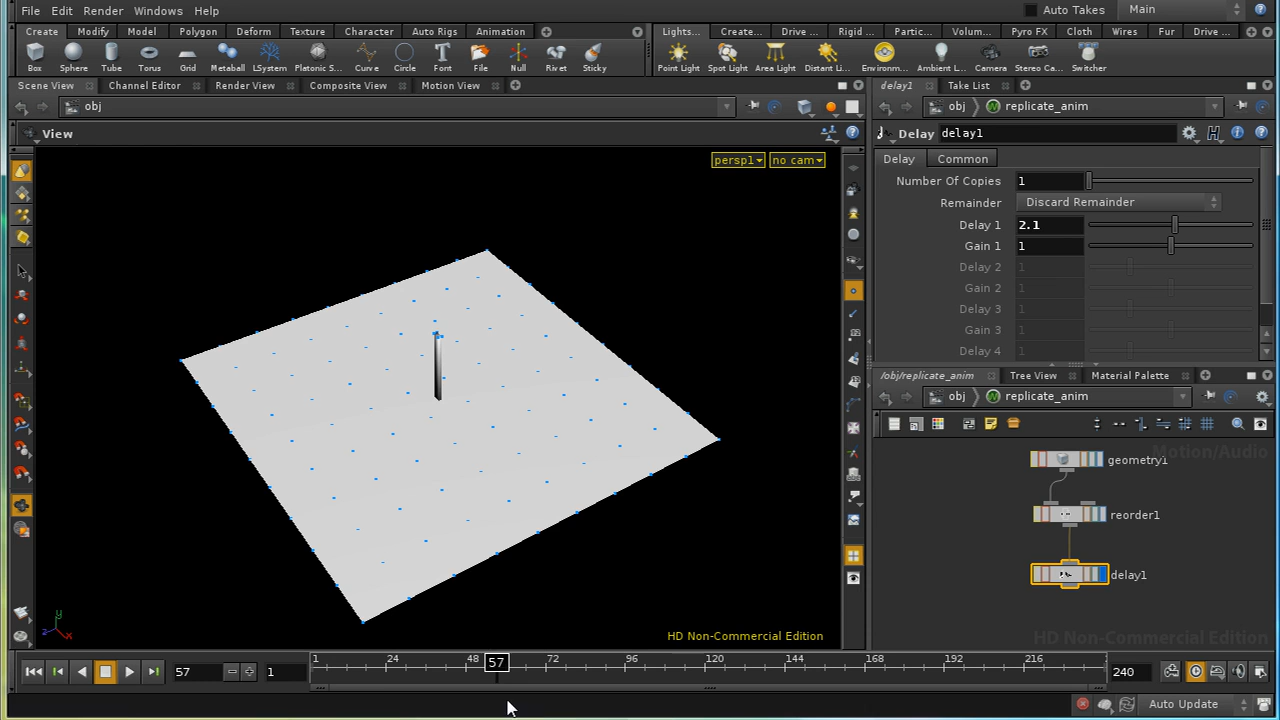 File Edit Render Windows Help Auto Takes Main
Create Modify Model Polygon Deform Texture Character Auto Rigs Animation Lights... Create... Drive ... Rigid ... Partic... Volum... Pyro FX Cloth Wires Fur Drive ...
Box Sphere Tube Torus Grid Metaball LSystem Platonic S... Curve Circle Font File Null Rivet Sticky Point Light Spot Light Area Light Distant Li... Environm... Ambient L... Camera Stereo Ca... Switcher
Scene View Channel Editor Render View Composite View Motion View delay1 Take List
obj obj replicate_anim
View Delay delay1
persp1 no cam
Delay Common
Number Of Copies 1
Remainder Discard Remainder
Delay 1 2.1
Gain 1 1
Delay 2 1
Gain 2 1
Delay 3 1
Gain 3 1
Delay 4 1
/obj/replicate_anim Tree View Material Palette
obj replicate_anim
Motion/Audio
geometry1
reorder1
delay1
y
z x
HD Non-Commercial Edition
HD Non-Commercial Edition
57 1 1 24 48 57 72 96 120 144 168 192 216 240
Auto Update